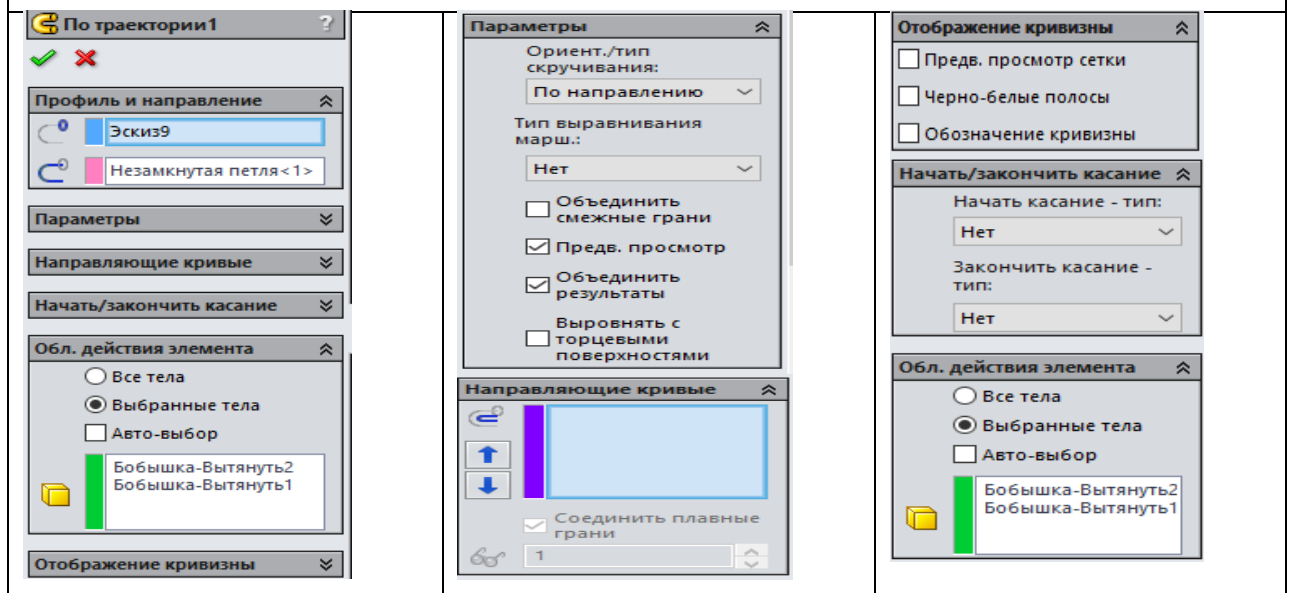 По траектории1
?
Профиль и направление
Эскиз9
Незамкнутая петля<1>
Параметры
Направляющие кривые
Начать/закончить касание
Обл. действия элемента
Все тела
Выбранные тела
Авто-выбор
Бобышка-Вытянуть2
Бобышка-Вытянуть1
Отображение кривизны
Параметры
Ориент./тип
скручивания:
По направлению
Тип выравнивания
марш.:
Нет
Объединить
смежные грани
Предв. просмотр
Объединить
результаты
Выровнять с
торцевыми
поверхностями
Направляющие кривые
Соединить плавные
грани
1
Отображение кривизны
Предв. просмотр сетки
Черно-белые полосы
Обозначение кривизны
Начать/закончить касание
Начать касание - тип:
Нет
Закончить касание -
тип:
Нет
Обл. действия элемента
Все тела
Выбранные тела
Авто-выбор
Бобышка-Вытянуть2
Бобышка-Вытянуть1